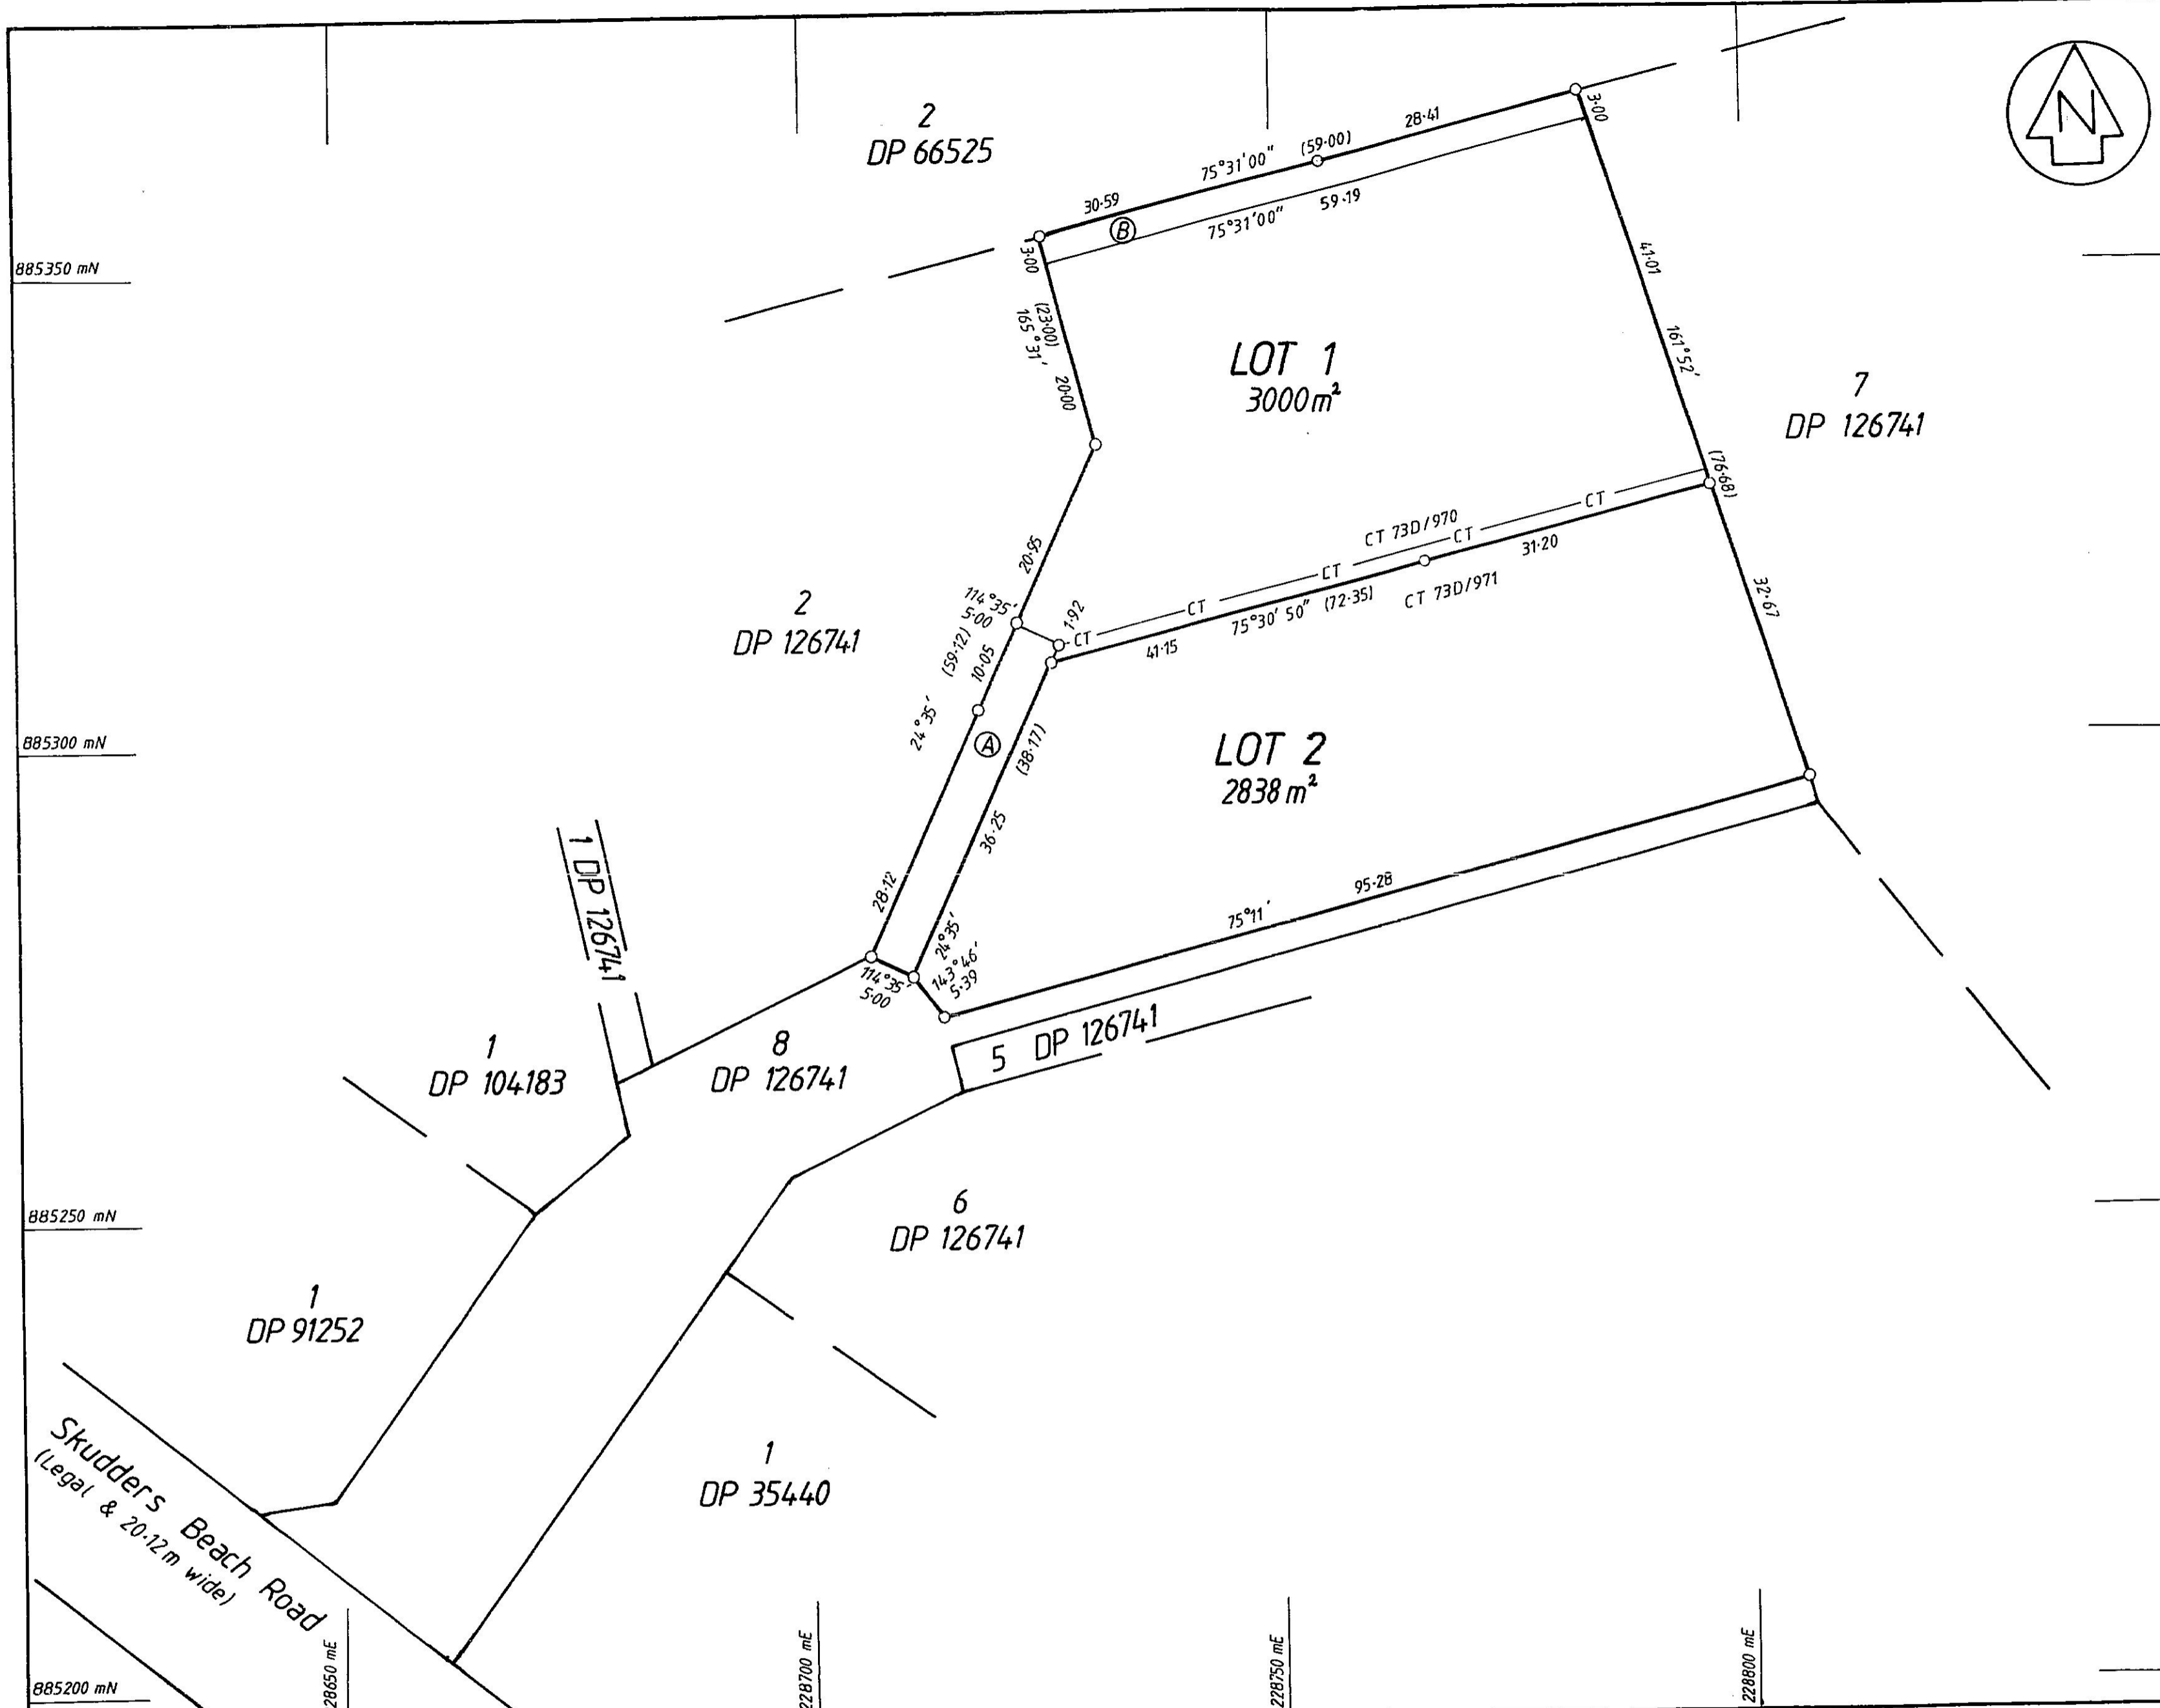 N
2
DP 66525
28·41
3·00
(59·00)
75°31'00"
30·59
59·19
75°31'00"
B
885350 mN
3·00
(23·00)
165°31'
20·00
41·01
161°52'
LOT 1
3000m²
7
DP 126741
(76·68)
CT
CT 73D/970
CT
31·20
CT
CT
CT
CT 73D/971
75°30' 50" (72·35)
41·15
20·95
114°35'
5·00
1·92
32·67
2
DP 126741
(59·12)
10·05
24°35'
A
(38·17)
LOT 2
2838 m²
885300 mN
36·25
28·12
1 DP 126741
95·28
75°11'
24°35'
143°46'
5·39
114°35'
5·00
5 DP 126741
1
DP 104183
8
DP 126741
885250 mN
6
DP 126741
1
DP 91252
1
DP 35440
Skudders Beach Road
(Legal & 20·12m wide)
28650 mE
228700 mE
228750 mE
228800 mE
885200 mN